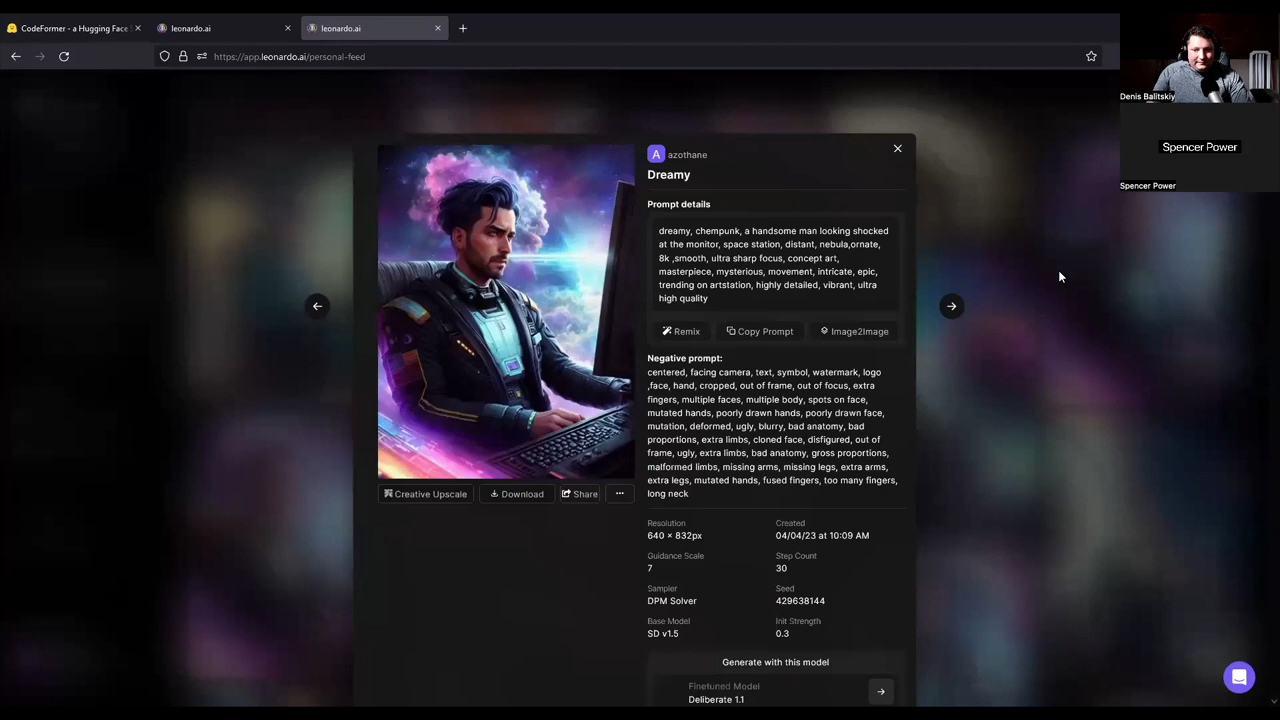 CodeFormer - a Hugging Face
leonardo.ai
leonardo.ai
https://app.leonardo.ai/personal-feed
Denis Balitskiy
Spencer Power
Spencer Power
A azothane
Dreamy
Prompt details
dreamy, chempunk, a handsome man looking shocked
at the monitor, space station, distant, nebula,ornate,
8k ,smooth, ultra sharp focus, concept art,
masterpiece, mysterious, movement, intricate, epic,
trending on artstation, highly detailed, vibrant, ultra
high quality
Remix Copy Prompt Image2Image
Negative prompt:
centered, facing camera, text, symbol, watermark, logo
,face, hand, cropped, out of frame, out of focus, extra
fingers, multiple faces, multiple body, spots on face,
mutated hands, poorly drawn hands, poorly drawn face,
mutation, deformed, ugly, blurry, bad anatomy, bad
proportions, extra limbs, cloned face, disfigured, out of
frame, ugly, extra limbs, bad anatomy, gross proportions,
malformed limbs, missing arms, missing legs, extra arms,
extra legs, mutated hands, fused fingers, too many fingers,
long neck
Creative Upscale Download Share
Resolution Created
640 × 832px 04/04/23 at 10:09 AM
Guidance Scale Step Count
7 30
Sampler Seed
DPM Solver 429638144
Base Model Init Strength
SD v1.5 0.3
Generate with this model
Finetuned Model
Deliberate 1.1